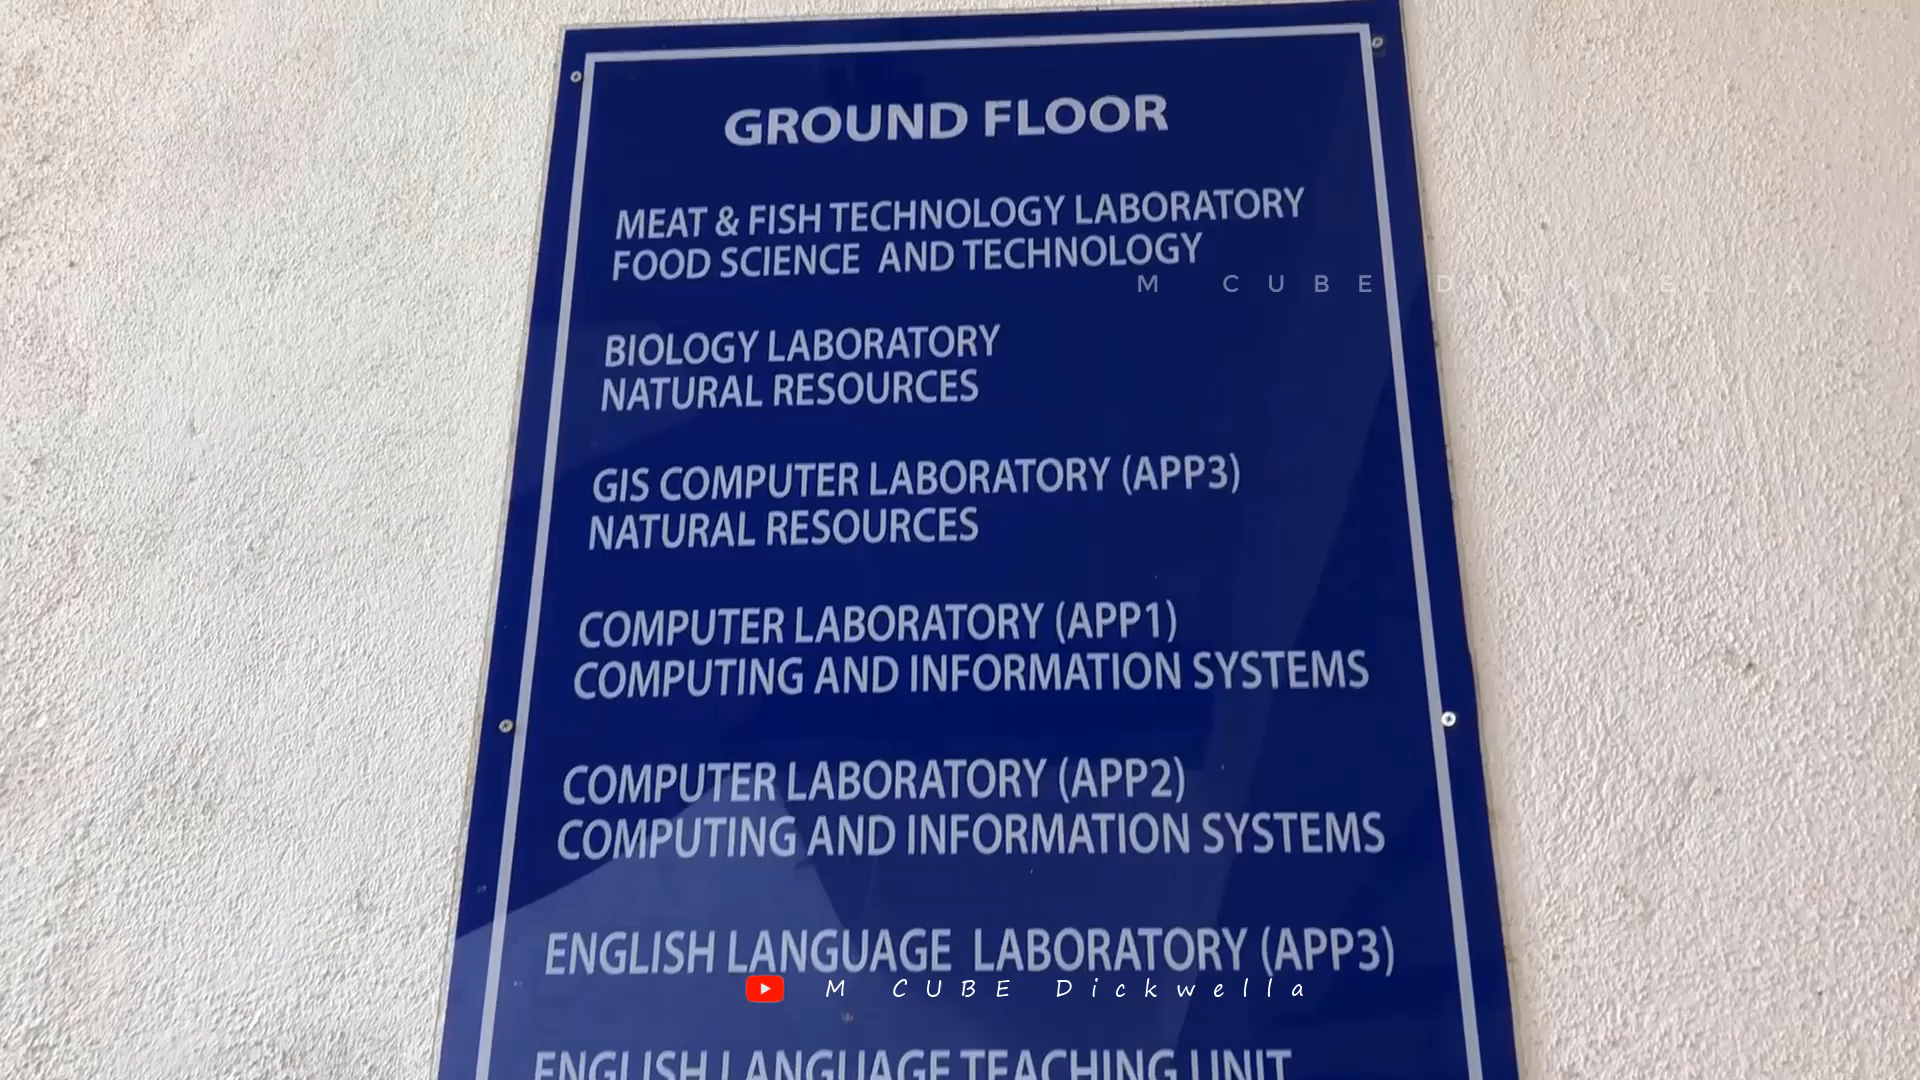 GROUND FLOOR
MEAT & FISH TECHNOLOGY LABORATORY
FOOD SCIENCE AND TECHNOLOGY
M CUBE DICKWELLA
BIOLOGY LABORATORY
NATURAL RESOURCES
GIS COMPUTER LABORATORY (APP3)
NATURAL RESOURCES
COMPUTER LABORATORY (APP1)
COMPUTING AND INFORMATION SYSTEMS
COMPUTER LABORATORY (APP2)
COMPUTING AND INFORMATION SYSTEMS
ENGLISH LANGUAGE LABORATORY (APP3)
M CUBE Dickwella
ENGLISH LANGUAGE TEACHING UNIT